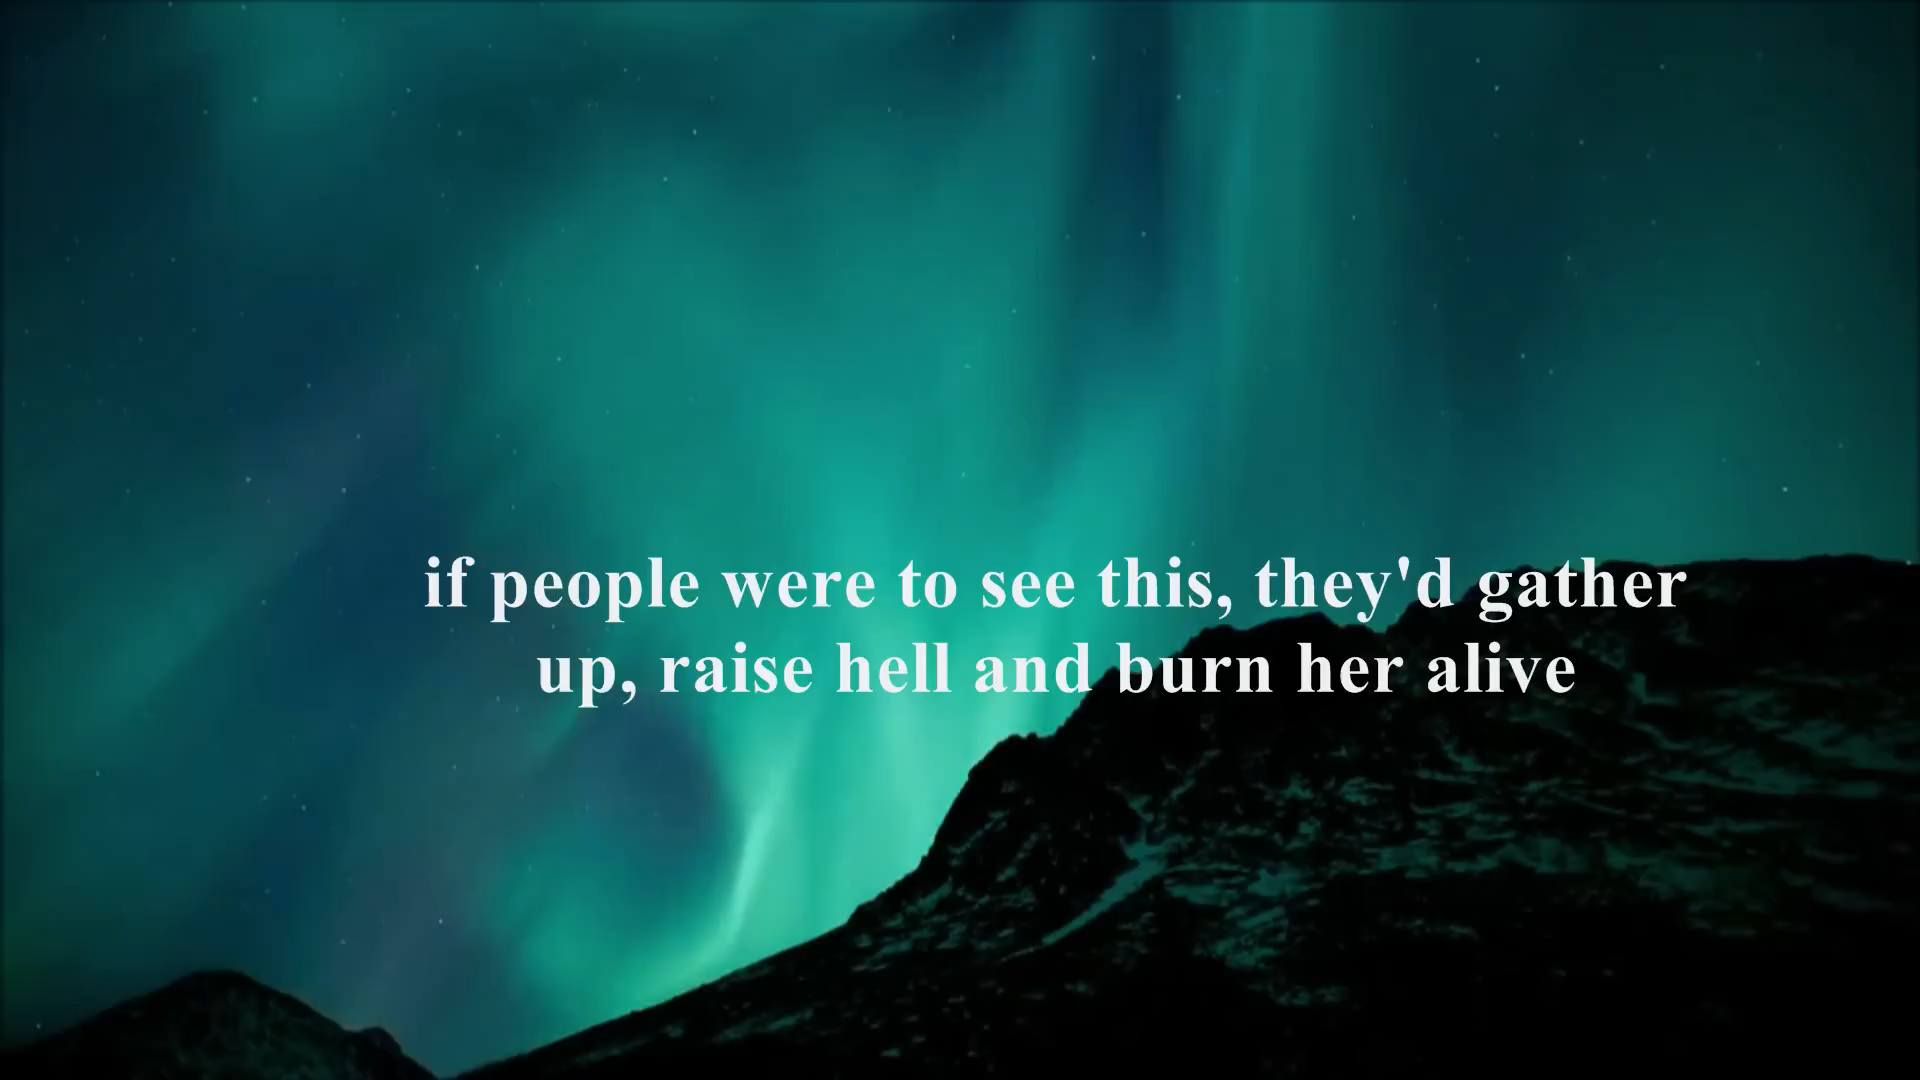 if people were to see this, they'd gather
up, raise hell and burn her alive